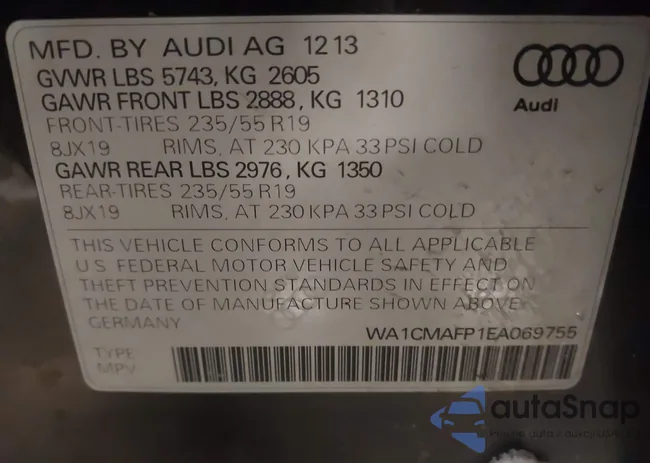 MFD. BY AUDI AG 12 13
GVWR LBS 5743, KG 2605
GAWR FRONT LBS 2888, KG 1310
FRONT-TIRES 235/55 R19
8JX19 RIMS, AT 230 KPA 33 PSI COLD
GAWR REAR LBS 2976, KG 1350
REAR-TIRES 235/55 R19
8JX19 RIMS, AT 230 KPA 33 PSI COLD
Audi
THIS VEHICLE CONFORMS TO ALL APPLICABLE
U.S. FEDERAL MOTOR VEHICLE SAFETY AND
THEFT PREVENTION STANDARDS IN EFFECT ON
THE DATE OF MANUFACTURE SHOWN ABOVE
GERMANY
WA1CMAFP1EA069755
TYPE
MPV
autaSnap
Pewne auta z aukcji